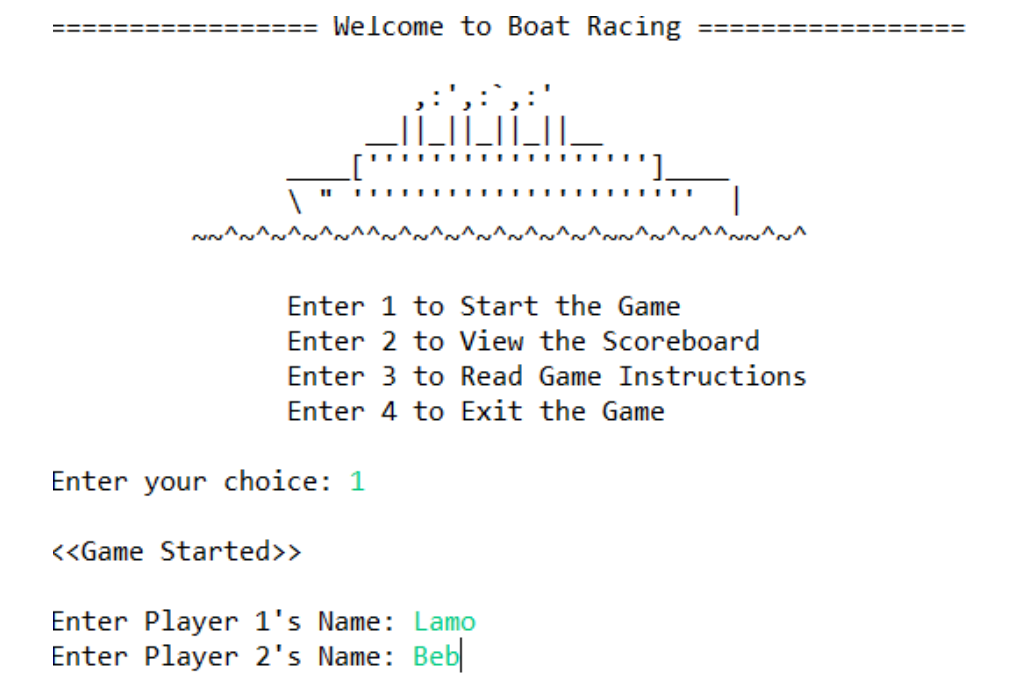 ================= Welcome to Boat Racing =================
                       ,:',:`,:'
                    __||_||_||_||__
               ____[''''''''''''''''''']____
               \ " '''''''''''''''''''''' |
         ~~^~^~^~^~^^~^~^~^~^~^~^~^~~^~^~^^~~^~^
Enter 1 to Start the Game
Enter 2 to View the Scoreboard
Enter 3 to Read Game Instructions
Enter 4 to Exit the Game
Enter your choice: 1
<<Game Started>>
Enter Player 1's Name: Lamo
Enter Player 2's Name: Beb